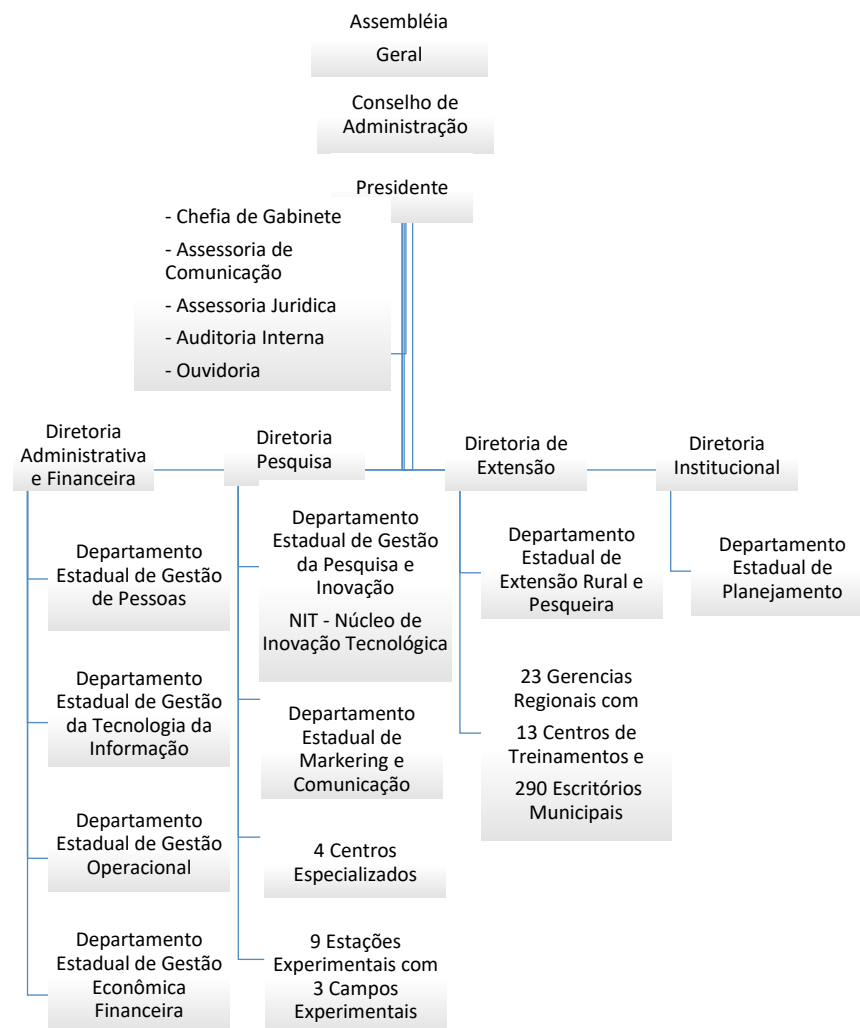 Assembléia
Geral
Conselho de
Administração
Presidente
- Chefia de Gabinete
- Assessoria de
Comunicação
- Assessoria Juridica
- Auditoria Interna
- Ouvidoria
Diretoria
Administrativa
e Financeira
Diretoria
Pesquisa
Diretoria de
Extensão
Diretoria
Institucional
Departamento
Estadual de Gestão
de Pessoas
Departamento
Estadual de Gestão
da Tecnologia da
Informação
Departamento
Estadual de Gestão
Operacional
Departamento
Estadual de Gestão
Econômica
Financeira
Departamento
Estadual de Gestão
da Pesquisa e
Inovação
NIT - Núcleo de
Inovação Tecnológica
Departamento
Estadual de
Markering e
Comunicação
4 Centros
Especializados
9 Estações
Experimentais com
3 Campos
Experimentais
Departamento
Estadual de
Extensão Rural e
Pesqueira
23 Gerencias
Regionais com
13 Centros de
Treinamentos e
290 Escritórios
Municipais
Departamento
Estadual de
Planejamento